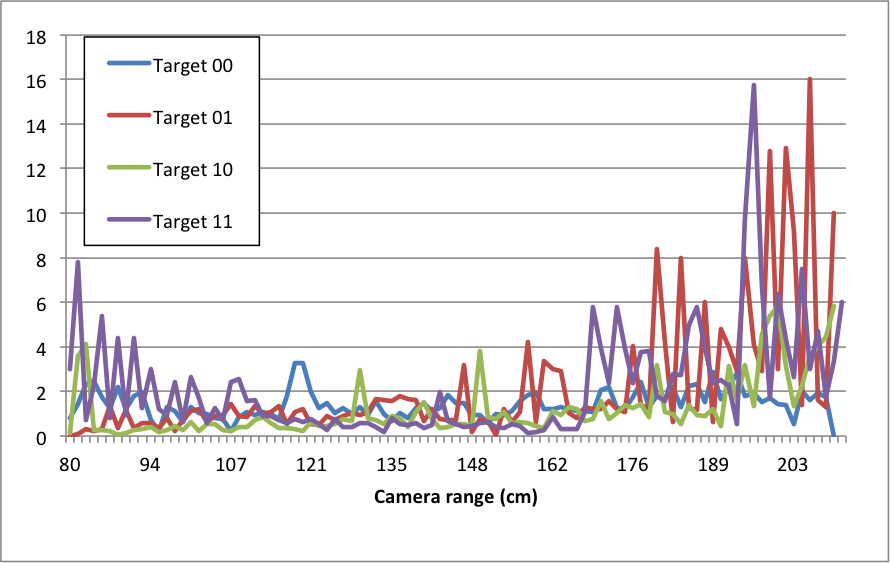 18
16
14
12
10
8
6
4
2
0
Target 00
Target 01
Target 10
Target 11
80 94 107 121 135 148 162 176 189 203
Camera range (cm)